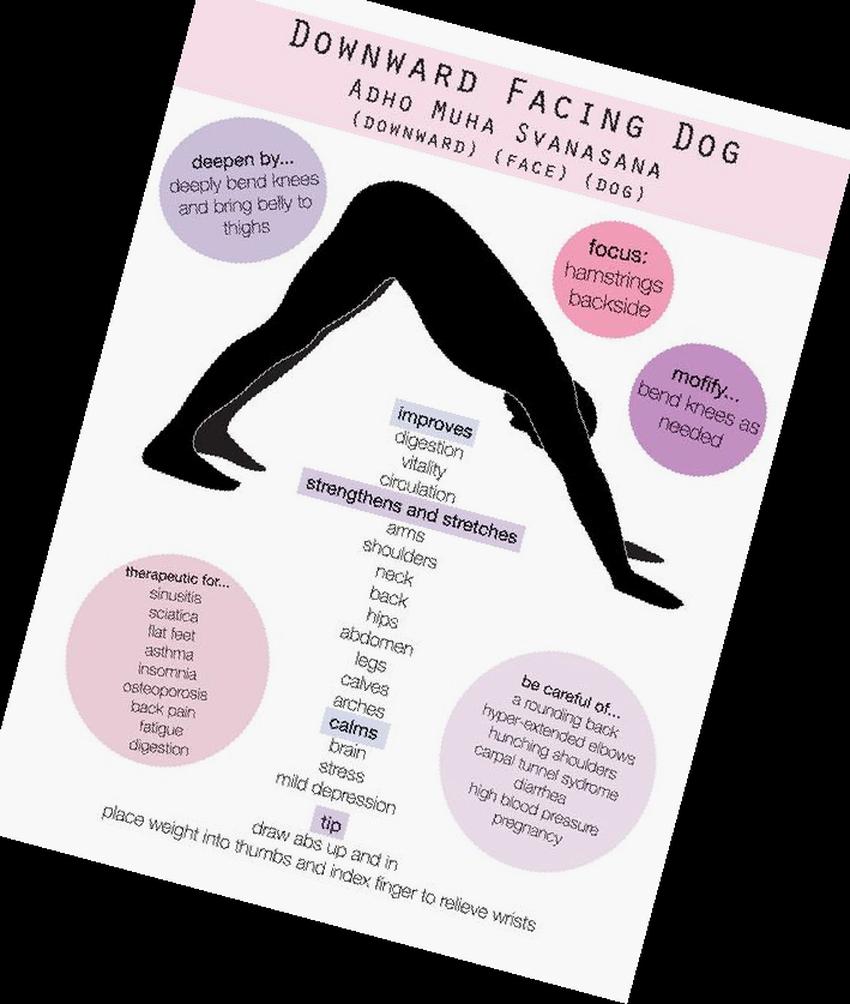 Downward Facing Dog
Adho Muha Svanasana
(downward) (face) (dog)
deepen by...
deeply bend knees
and bring belly to
thighs
focus:
hamstrings
backside
mofify...
bend knees as
needed
improves
digestion
vitality
circulation
strengthens and stretches
arms
shoulders
neck
back
hips
abdomen
legs
calves
arches
calms
brain
stress
mild depression
tip
draw abs up and in
place weight into thumbs and index finger to relieve wrists
therapeutic for...
sinusitis
sciatica
flat feet
asthma
insomnia
osteoporosis
back pain
fatigue
digestion
be careful of...
a rounding back
hyper-extended elbows
hunching shoulders
carpal tunnel sydrome
diarrhea
high blood pressure
pregnancy